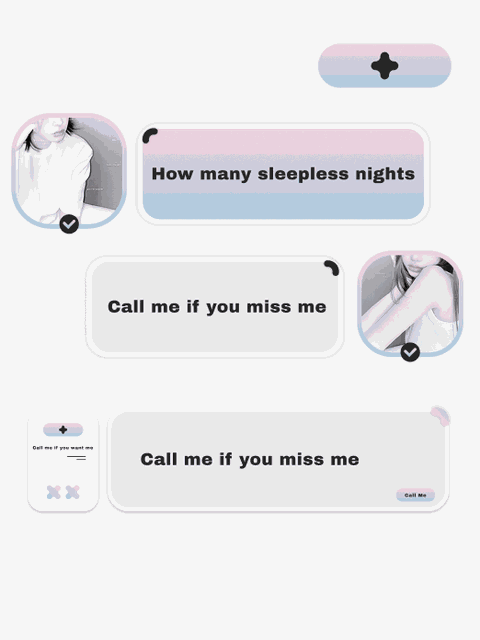 How many sleepless nights
Call me if you miss me
Call me if you want me
Call me if you miss me
Call Me